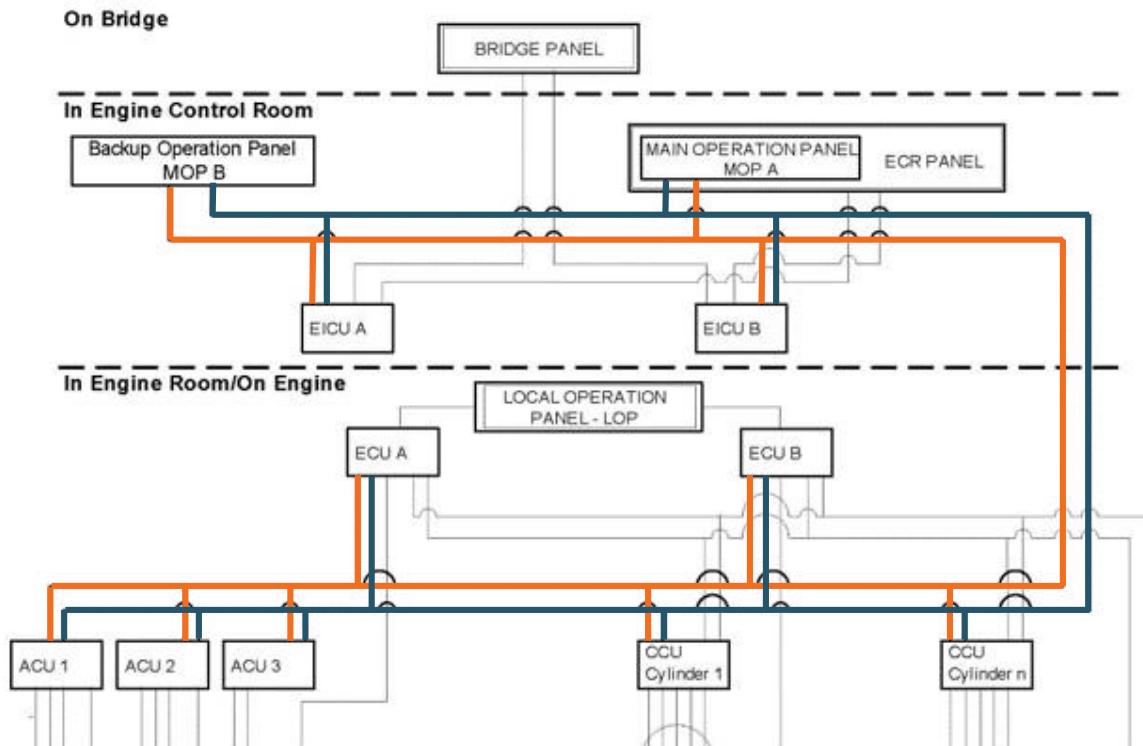 On Bridge
BRIDGE PANEL
In Engine Control Room
Backup Operation Panel
MOP B
MAIN OPERATION PANEL
MOP A
ECR PANEL
EICU A
EICU B
In Engine Room/On Engine
LOCAL OPERATION
PANEL - LOP
ECU A
ECU B
ACU 1
ACU 2
ACU 3
CCU
Cylinder 1
CCU
Cylinder n